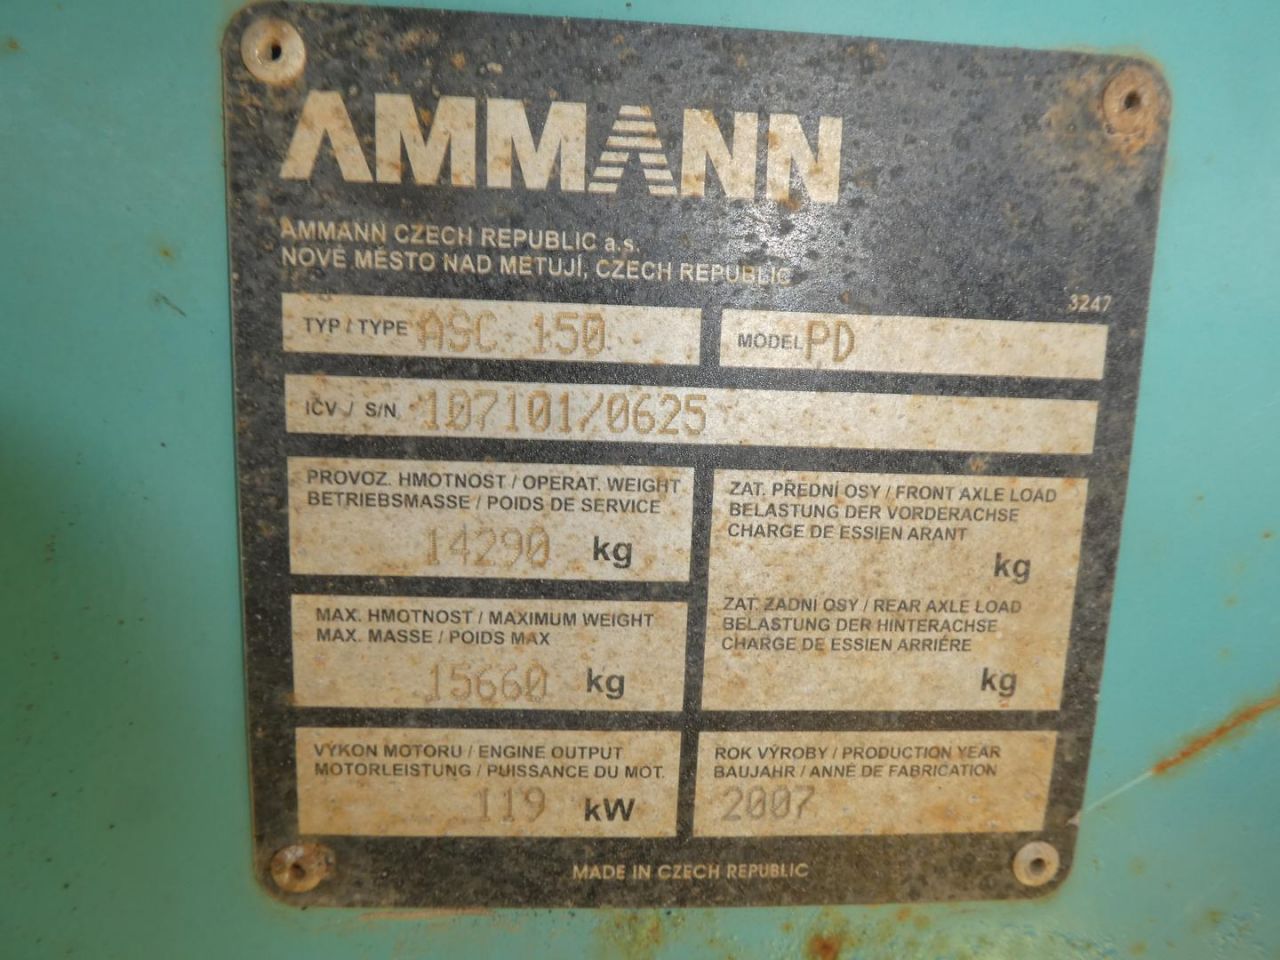 AMMANN
AMMANN CZECH REPUBLIC a.s.
NOVÉ MĚSTO NAD METUJÍ, CZECH REPUBLIC
3247
TYP / TYPE ASC 150
MODEL PD
IČV / S/N 107101/0625
PROVOZ. HMOTNOST / OPERAT. WEIGHT
BETRIEBSMASSE / POIDS DE SERVICE
14290 kg
ZAT. PŘEDNÍ OSY / FRONT AXLE LOAD
BELASTUNG DER VORDERACHSE
CHARGE DE ESSIEN ARANT
kg
ZAT. ZADNÍ OSY / REAR AXLE LOAD
BELASTUNG DER HINTERACHSE
CHARGE DE ESSIEN ARRIÉRE
kg
MAX. HMOTNOST / MAXIMUM WEIGHT
MAX. MASSE / POIDS MAX
15660 kg
VÝKON MOTORU / ENGINE OUTPUT
MOTORLEISTUNG / PUISSANCE DU MOT.
119 kW
ROK VÝROBY / PRODUCTION YEAR
BAUJAHR / ANNÉ DE FABRICATION
2007
MADE IN CZECH REPUBLIC